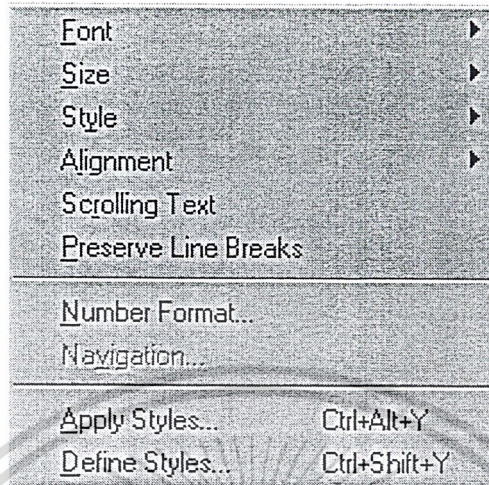 Font
Size
Style
Alignment
Scrolling Text
Preserve Line Breaks
Number Format...
Navigation...
Apply Styles... Ctrl+Alt+Y
Define Styles... Ctrl+Shift+Y